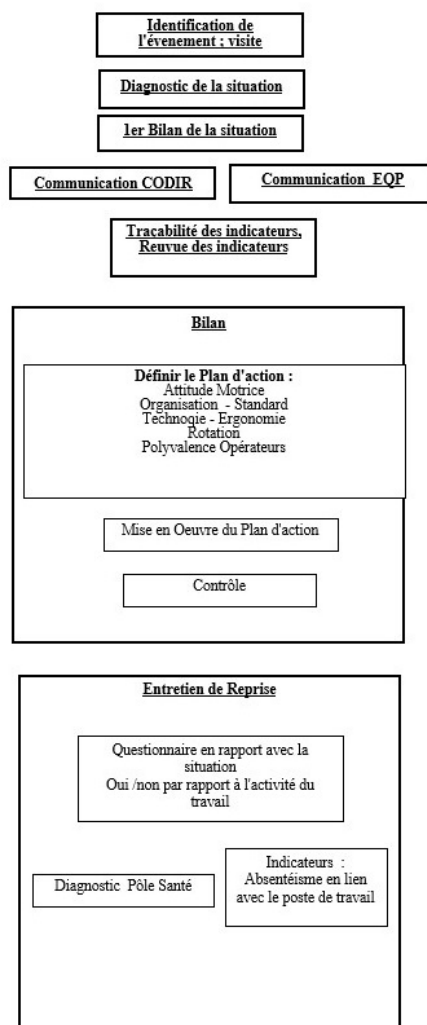 Identification de
l'évenement ; visite
Diagnostic de la situation
1er Bilan de la situation
Communication CODIR
Communication EQP
Traçabilité des indicateurs,
Reuvue des indicateurs
Bilan
Définir le Plan d'action :
Attitude Motrice
Organisation - Standard
Technoqie - Ergonomie
Rotation
Polyvalence Opérateurs
Mise en Oeuvre du Plan d'action
Contrôle
Entretien de Reprise
Questionnaire en rapport avec la
situation
Oui /non par rapport à l'activité du
travail
Diagnostic Pôle Santé
Indicateurs :
Absentéisme en lien
avec le poste de travail